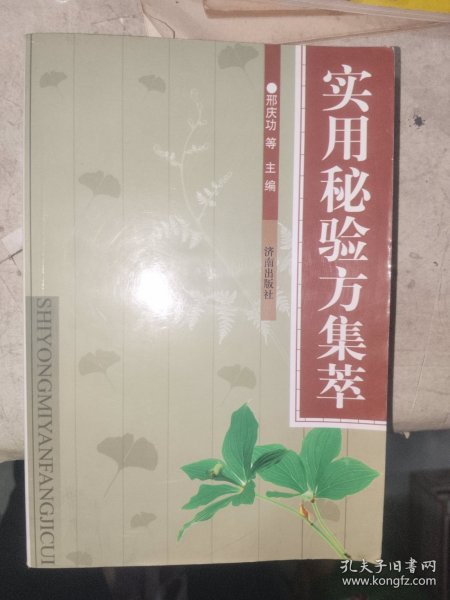 实用秘验方集萃
●邢庆功 等 主 编
济南出版社
SHIYONGMIYANFANGJICUI
孔夫子旧书网
www.kongfz.com